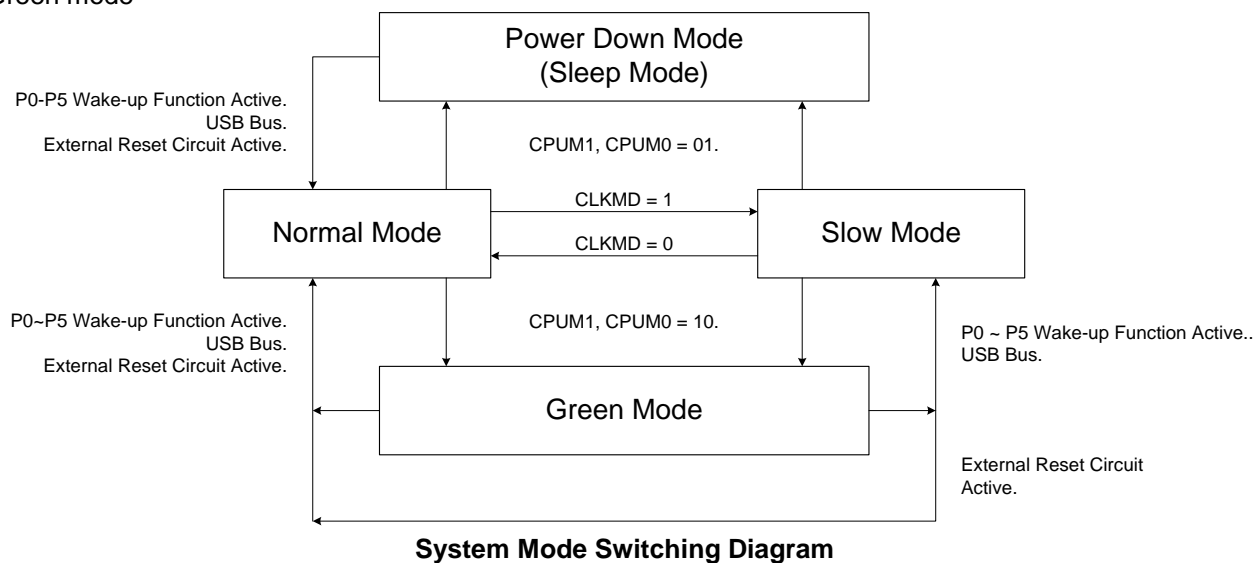 Green mode
Power Down Mode
(Sleep Mode)
P0-P5 Wake-up Function Active.
USB Bus.
External Reset Circuit Active.
CPUM1, CPUM0 = 01.
CLKMD = 1
Normal Mode
Slow Mode
CLKMD = 0
P0~P5 Wake-up Function Active.
USB Bus.
External Reset Circuit Active.
CPUM1, CPUM0 = 10.
P0 ~ P5 Wake-up Function Active..
USB Bus.
Green Mode
External Reset Circuit
Active.
System Mode Switching Diagram